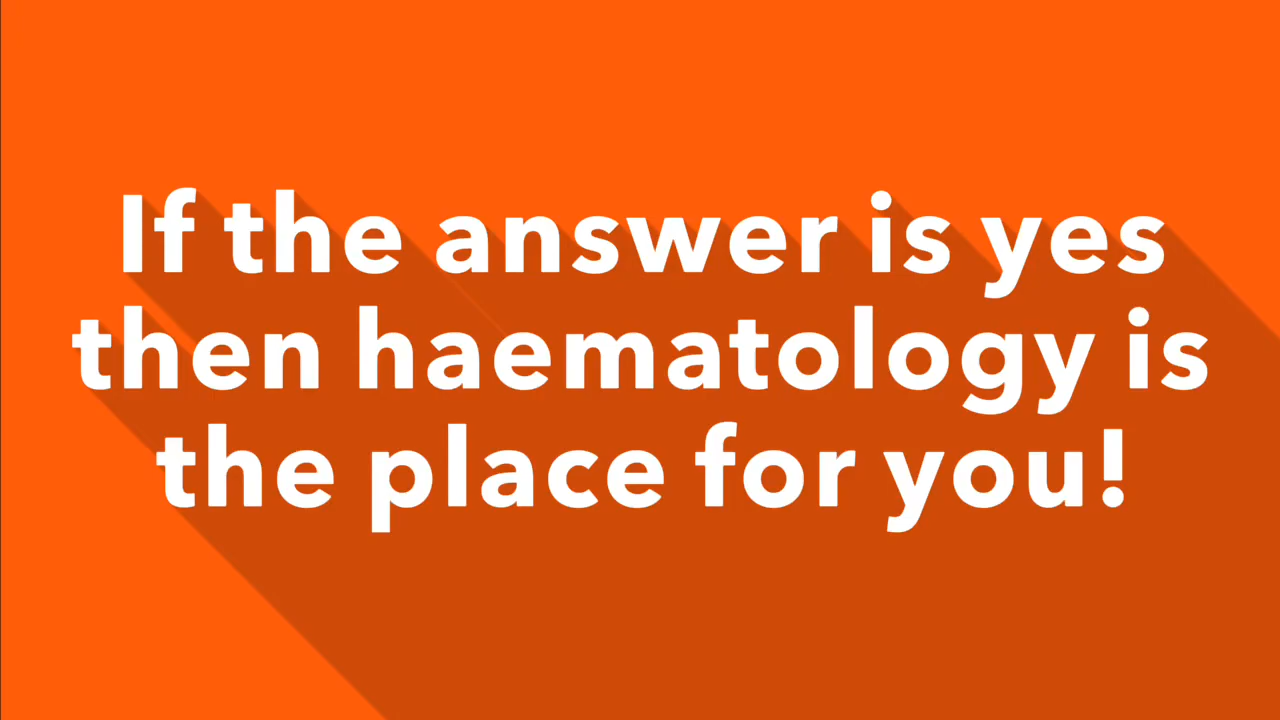 If the answer is yes
then haematology is
the place for you!